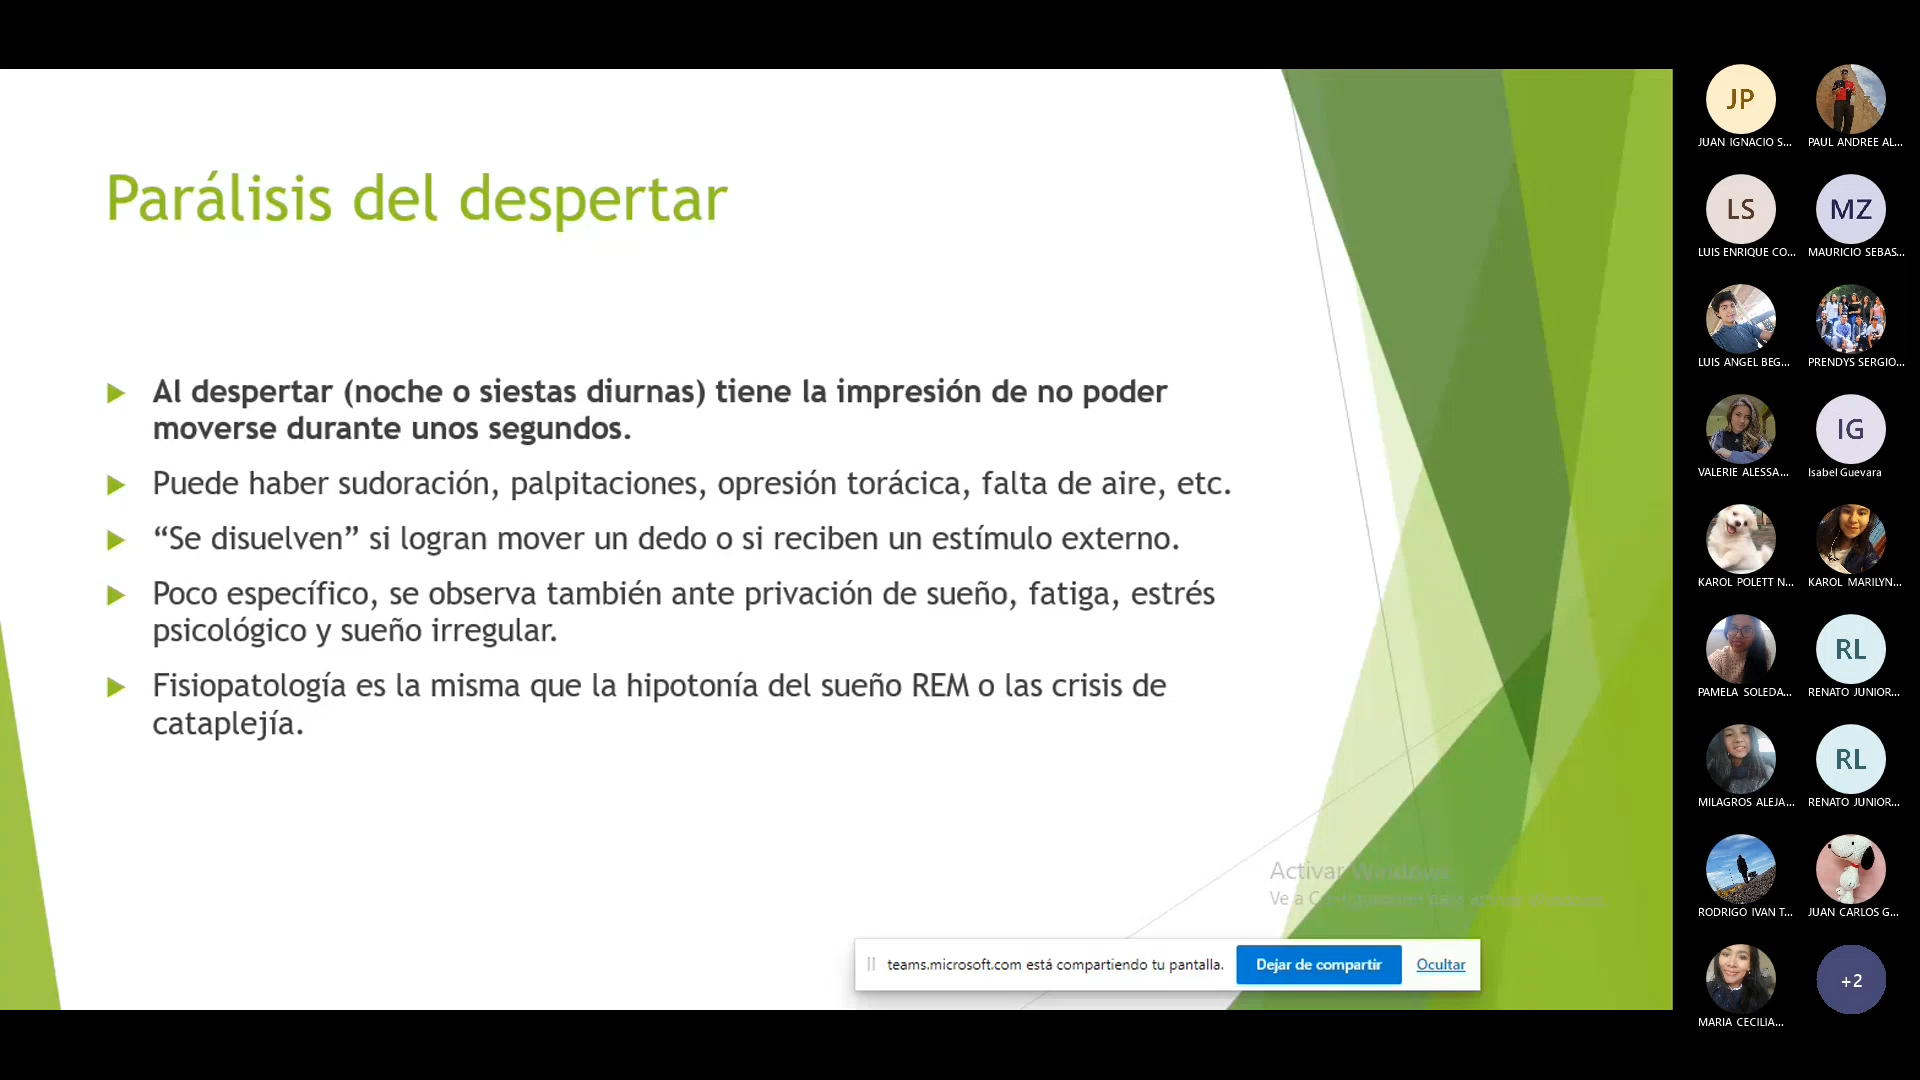 Parálisis del despertar
Al despertar (noche o siestas diurnas) tiene la impresión de no poder
moverse durante unos segundos.
Puede haber sudoración, palpitaciones, opresión torácica, falta de aire, etc.
“Se disuelven” si logran mover un dedo o si reciben un estímulo externo.
Poco específico, se observa también ante privación de sueño, fatiga, estrés
psicológico y sueño irregular.
Fisiopatología es la misma que la hipotonía del sueño REM o las crisis de
cataplejía.
Activar Windows
Ve a Configuración para activar Windows.
teams.microsoft.com está compartiendo tu pantalla.
Dejar de compartir
Ocultar
JP
JUAN IGNACIO S...
PAUL ANDREE AL...
LS
LUIS ENRIQUE CO...
MZ
MAURICIO SEBAS...
LUIS ANGEL BEG...
PRENDYS SERGIO...
VALERIE ALESSA...
IG
Isabel Guevara
KAROL POLETT N...
KAROL MARILYN...
PAMELA SOLEDA...
RL
RENATO JUNIOR...
MILAGROS ALEJA...
RL
RENATO JUNIOR...
RODRIGO IVAN T...
JUAN CARLOS G...
MARIA CECILIA...
+2